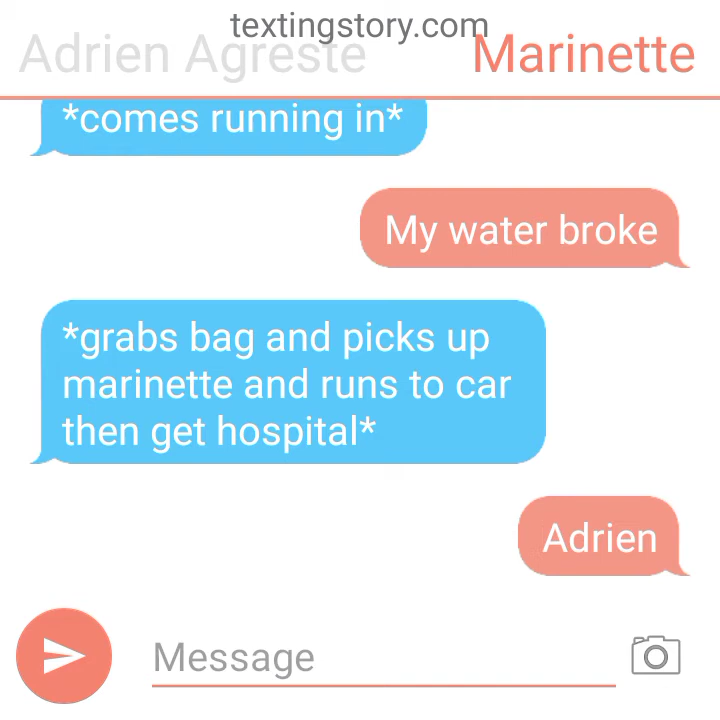 textingstory.com
Adrien Agreste Marinette
*comes running in*
My water broke
*grabs bag and picks up
marinette and runs to car
then get hospital*
Adrien
Message